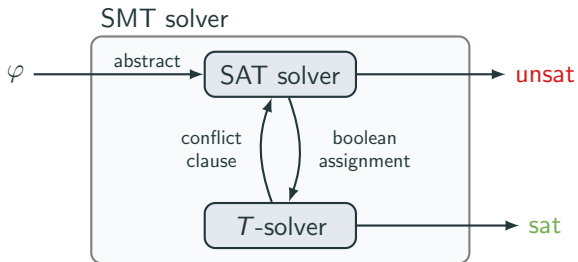 SMT solver
φ
abstract
SAT solver
unsat
conflict
clause
boolean
assignment
T-solver
sat